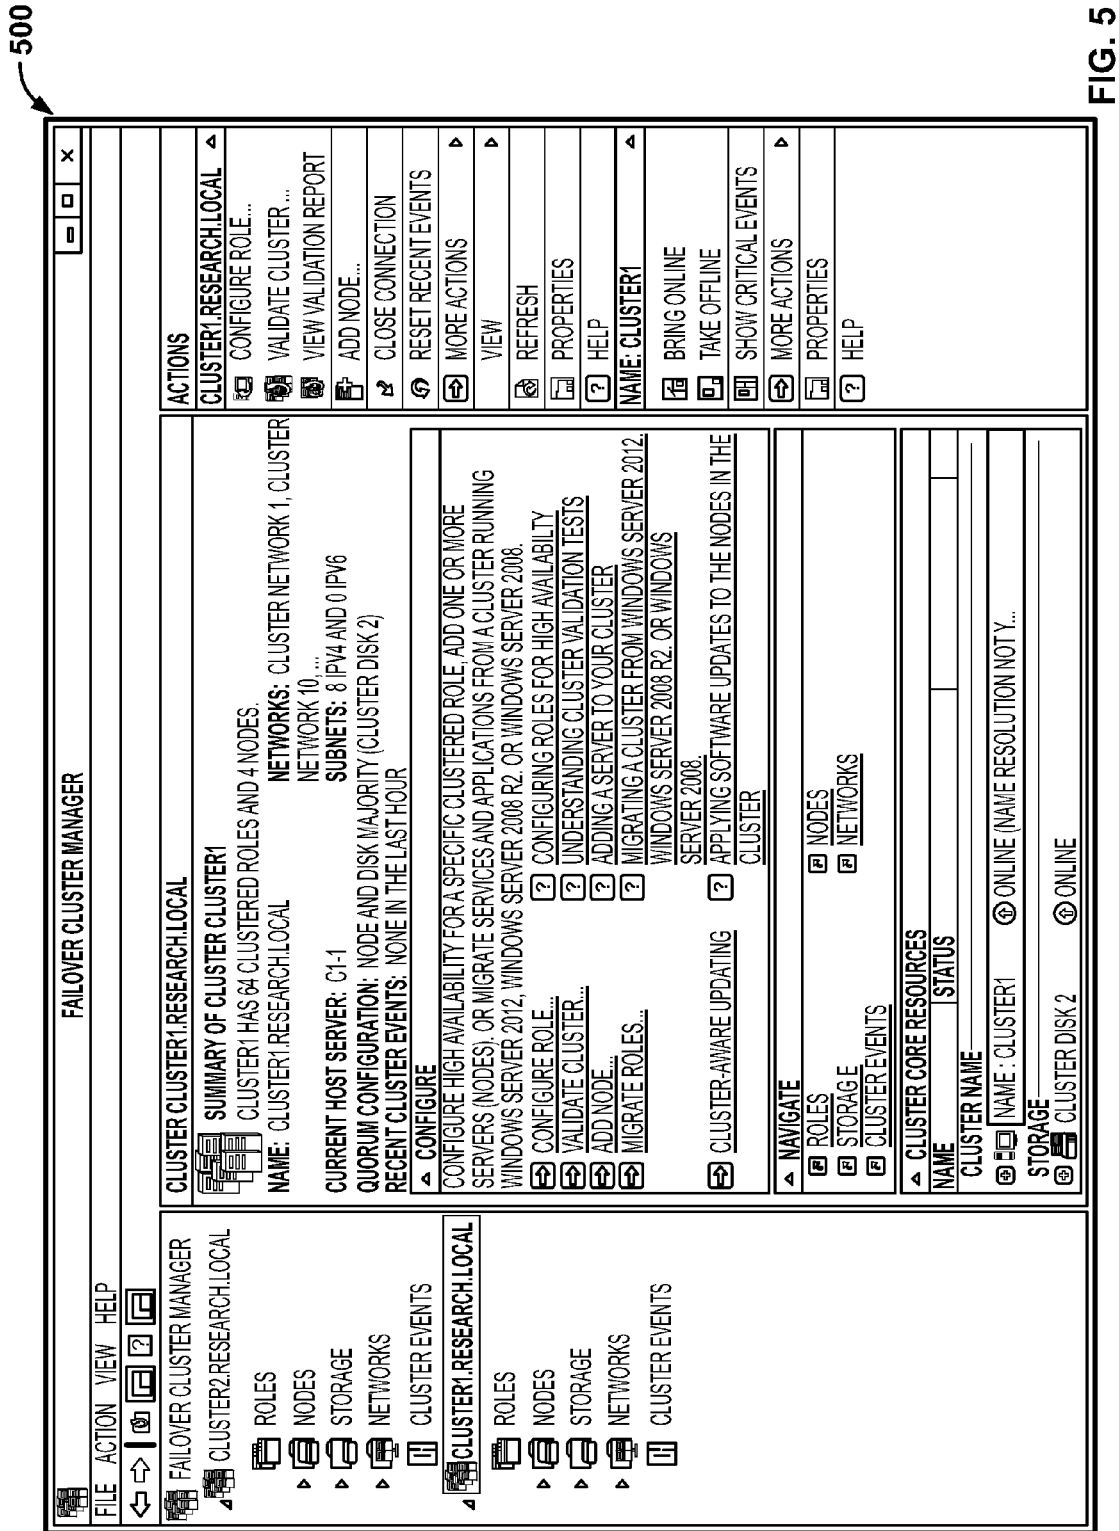 500
FAILOVER CLUSTER MANAGER
FILE ACTION VIEW HELP
FAILOVER CLUSTER MANAGER
CLUSTER2.RESEARCH.LOCAL
ROLES
NODES
STORAGE
NETWORKS
CLUSTER EVENTS
CLUSTER1.RESEARCH.LOCAL
ROLES
NODES
STORAGE
NETWORKS
CLUSTER EVENTS
CLUSTER CLUSTER1.RESEARCH.LOCAL
SUMMARY OF CLUSTER CLUSTER1
CLUSTER1 HAS 64 CLUSTERED ROLES AND 4 NODES.
NAME: CLUSTER1.RESEARCH.LOCAL NETWORKS: CLUSTER NETWORK 1, CLUSTER
NETWORK 10, ...
SUBNETS: 8 IPV4 AND 0 IPV6
CURRENT HOST SERVER: C1-1
QUORUM CONFIGURATION: NODE AND DISK MAJORITY (CLUSTER DISK 2)
RECENT CLUSTER EVENTS: NONE IN THE LAST HOUR
CONFIGURE
CONFIGURE HIGH AVAILABILITY FOR A SPECIFIC CLUSTERED ROLE, ADD ONE OR MORE
SERVERS (NODES). OR MIGRATE SERVICES AND APPLICATIONS FROM A CLUSTER RUNNING
WINDOWS SERVER 2012, WINDOWS SERVER 2008 R2. OR WINDOWS SERVER 2008.
CONFIGURE ROLE... ? CONFIGURING ROLES FOR HIGH AVAILABILTY
VALIDATE CLUSTER... ? UNDERSTANDING CLUSTER VALIDATION TESTS
ADD NODE... ? ADDING A SERVER TO YOUR CLUSTER
MIGRATE ROLES... ? MIGRATING A CLUSTER FROM WINDOWS SERVER 2012.
WINDOWS SERVER 2008 R2. OR WINDOWS
SERVER 2008.
CLUSTER-AWARE UPDATING ? APPLYING SOFTWARE UPDATES TO THE NODES IN THE
CLUSTER
NAVIGATE
ROLES NODES
STORAGE NETWORKS
CLUSTER EVENTS
CLUSTER CORE RESOURCES
NAME STATUS
CLUSTER NAME
NAME : CLUSTER1 ONLINE (NAME RESOLUTION NOT Y...
STORAGE
CLUSTER DISK 2 ONLINE
ACTIONS
CLUSTER1.RESEARCH.LOCAL
CONFIGURE ROLE...
VALIDATE CLUSTER ...
VIEW VALIDATION REPORT
ADD NODE...
CLOSE CONNECTION
RESET RECENT EVENTS
MORE ACTIONS
VIEW
REFRESH
PROPERTIES
? HELP
NAME: CLUSTER1
BRING ONLINE
TAKE OFFLINE
SHOW CRITICAL EVENTS
MORE ACTIONS
PROPERTIES
? HELP
FIG. 5